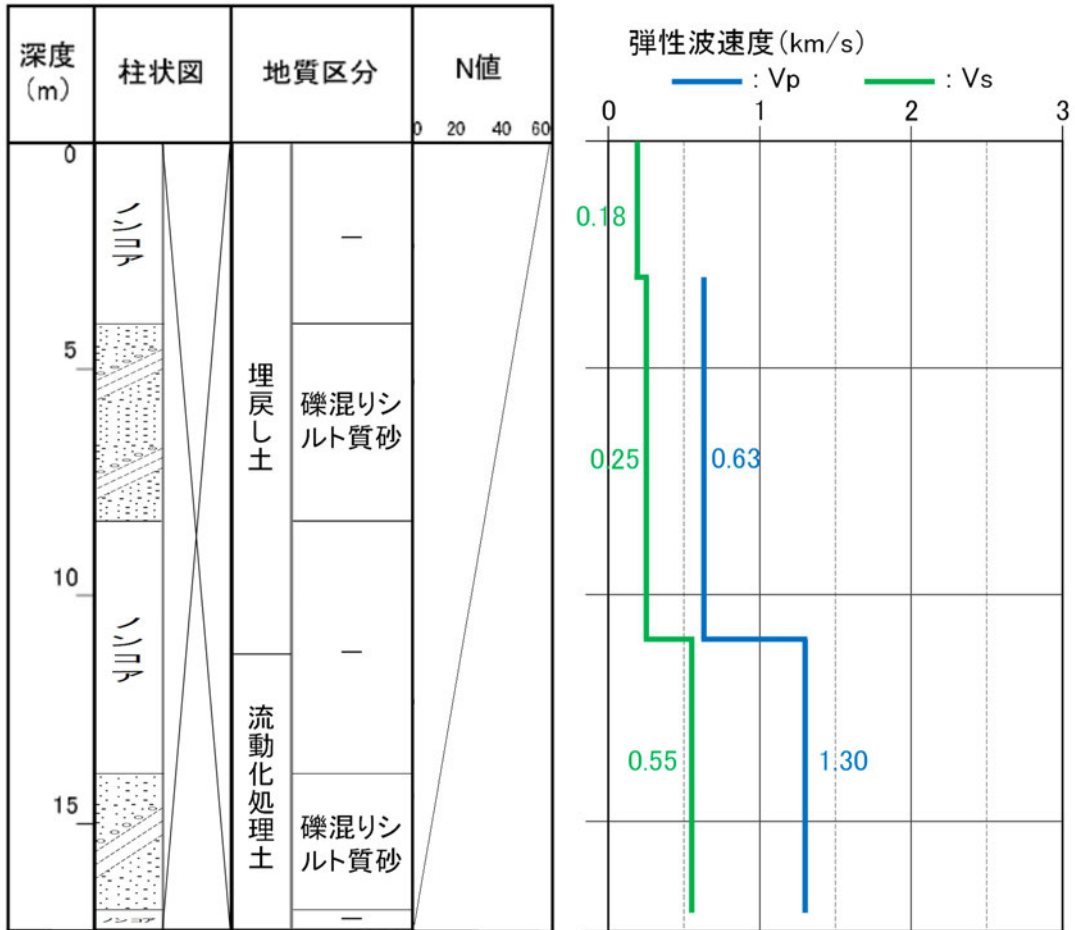 深度
(m)
柱状図
地質区分
N値
0 20 40 60
0
5
10
15
ノンコア
ノンコア
ノンコア
埋戻し土
流動化処理土
—
礫混りシ
ルト質砂
—
礫混りシ
ルト質砂
—
弾性波速度(km/s)
: Vp : Vs
0 1 2 3
0.18
0.25 0.63
0.55 1.30